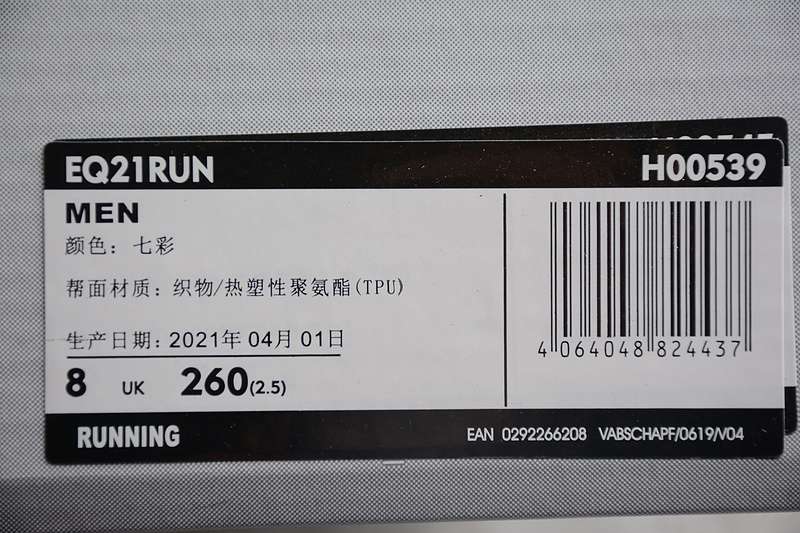 EQ21RUN H00539
MEN
颜色：七彩
帮面材质：织物/热塑性聚氨酯(TPU)
生产日期：2021年 04月 01日
8 UK 260(2.5)
4 064048 824437
RUNNING EAN 0292266208 VABSCHAPF/0619/V04